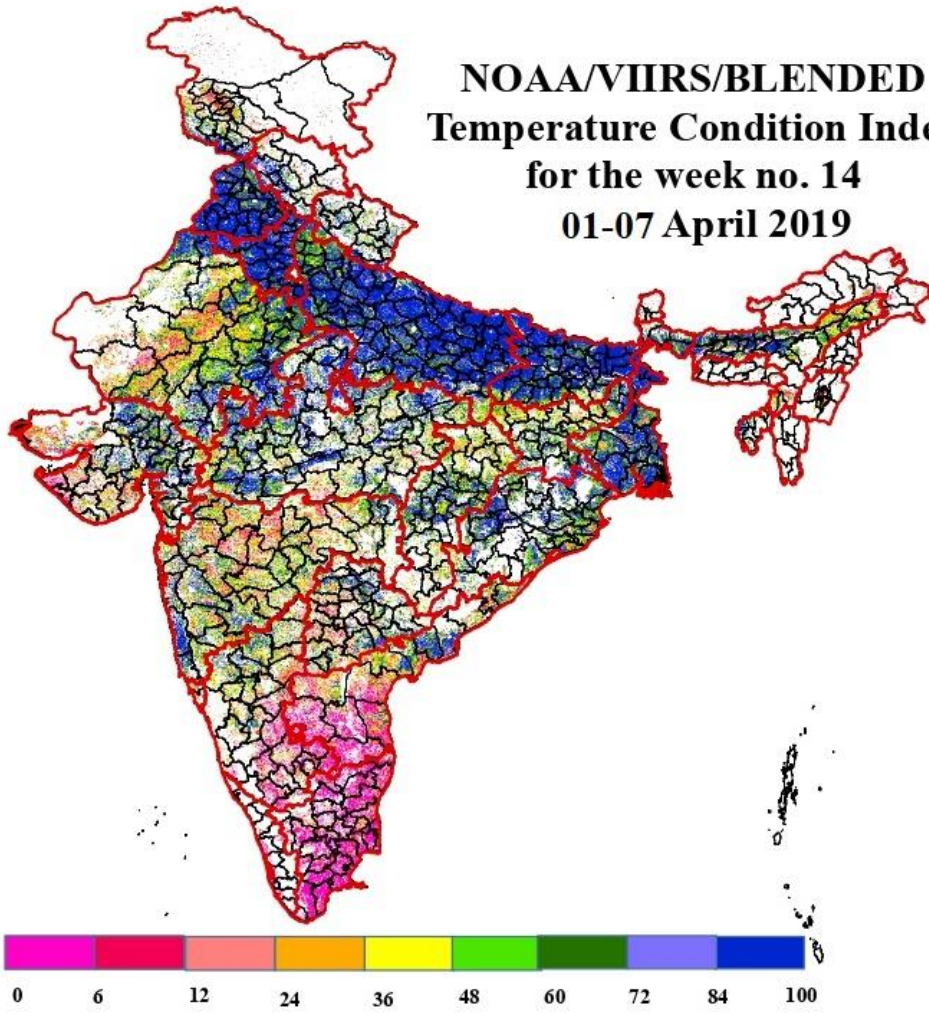 NOAA/VIIRS/BLENDED
Temperature Condition Inde
for the week no. 14
01-07 April 2019
0 6 12 24 36 48 60 72 84 100